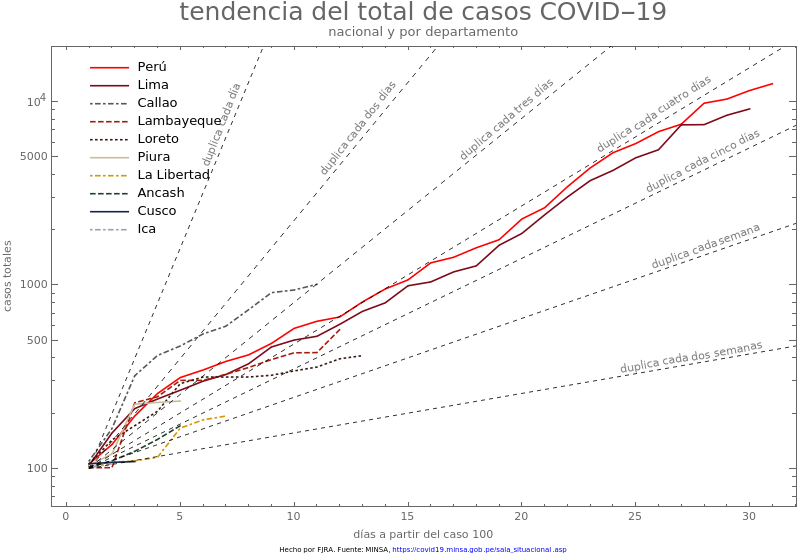 tendencia del total de casos COVID–19
nacional y por departamento
Perú
Lima
Callao
Lambayeque
Loreto
Piura
La Libertad
Ancash
Cusco
Ica
duplica cada día
duplica cada dos días
duplica cada tres días
duplica cada cuatro días
duplica cada cinco días
duplica cada semana
duplica cada dos semanas
casos totales
10⁴
5000
1000
500
100
0 5 10 15 20 25 30
días a partir del caso 100
Hecho por FJRA. Fuente: MINSA, https://covid19.minsa.gob.pe/sala_situacional.asp